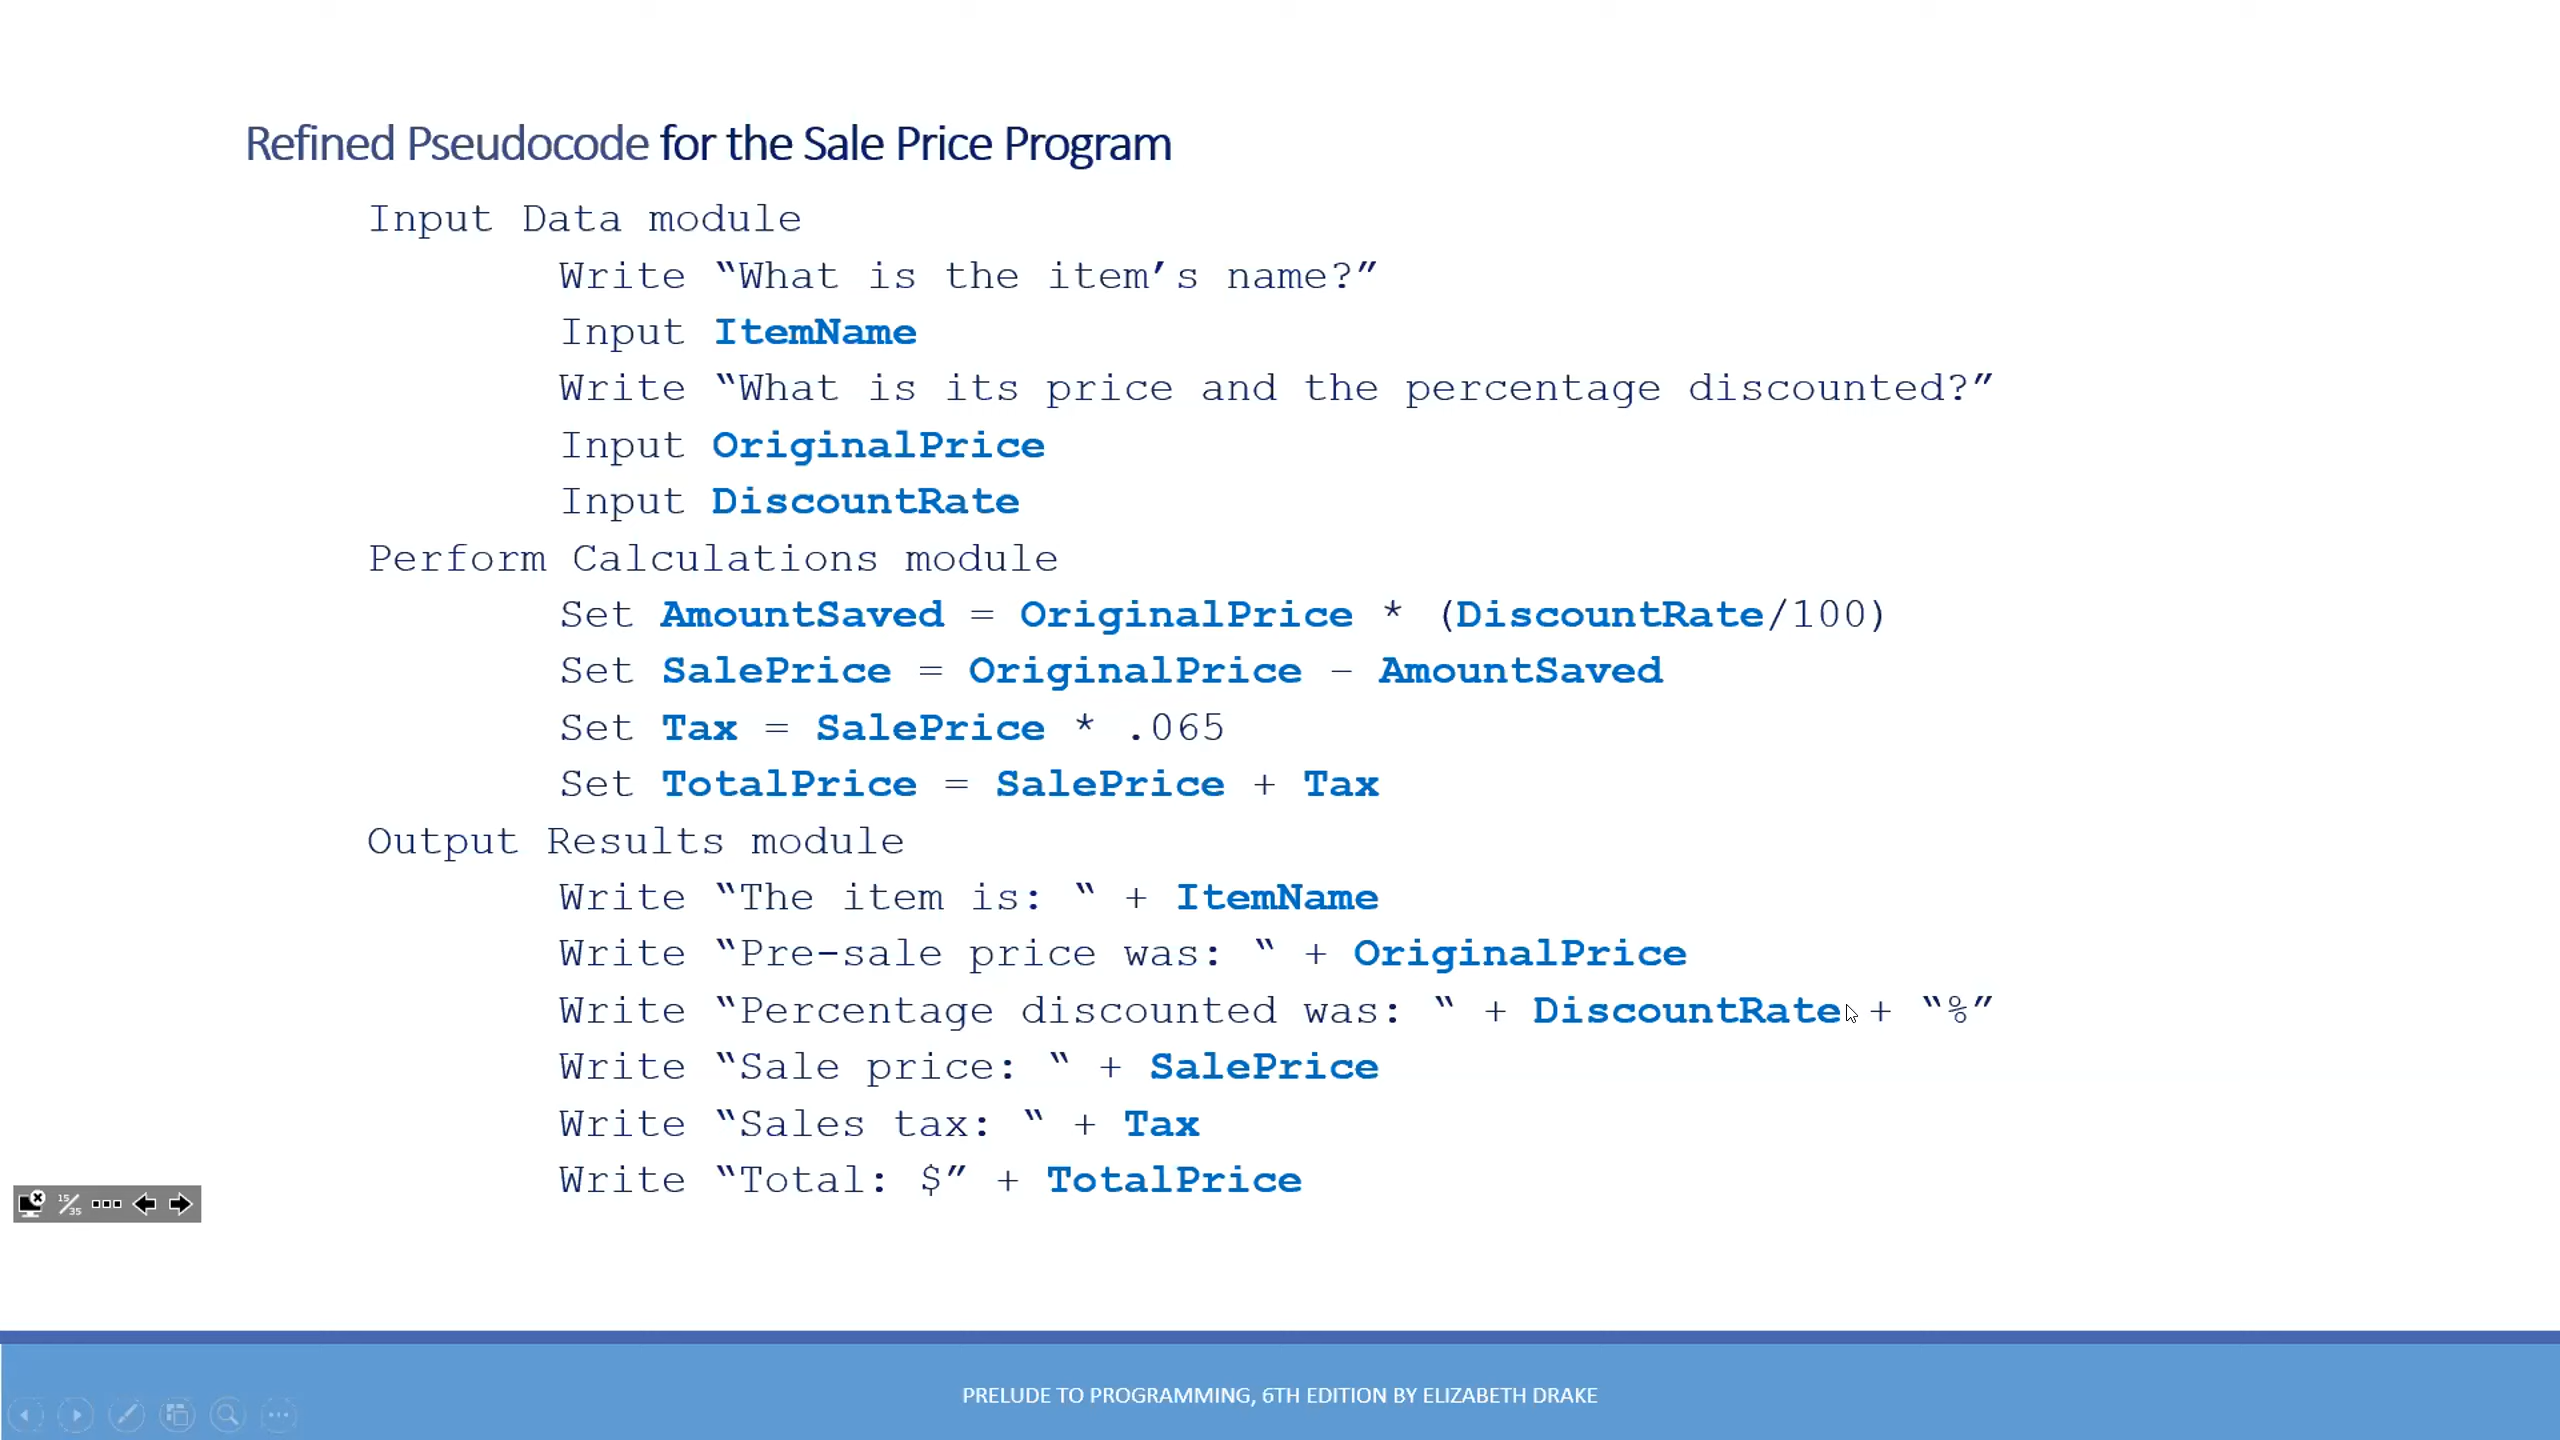 Refined Pseudocode for the Sale Price Program
Input Data module
Write “What is the item’s name?”
Input ItemName
Write “What is its price and the percentage discounted?”
Input OriginalPrice
Input DiscountRate
Perform Calculations module
Set AmountSaved = OriginalPrice * (DiscountRate/100)
Set SalePrice = OriginalPrice – AmountSaved
Set Tax = SalePrice * .065
Set TotalPrice = SalePrice + Tax
Output Results module
Write “The item is: “ + ItemName
Write “Pre-sale price was: “ + OriginalPrice
Write “Percentage discounted was: “ + DiscountRate + “%”
Write “Sale price: “ + SalePrice
Write “Sales tax: “ + Tax
Write “Total: $” + TotalPrice
15/35
PRELUDE TO PROGRAMMING, 6TH EDITION BY ELIZABETH DRAKE